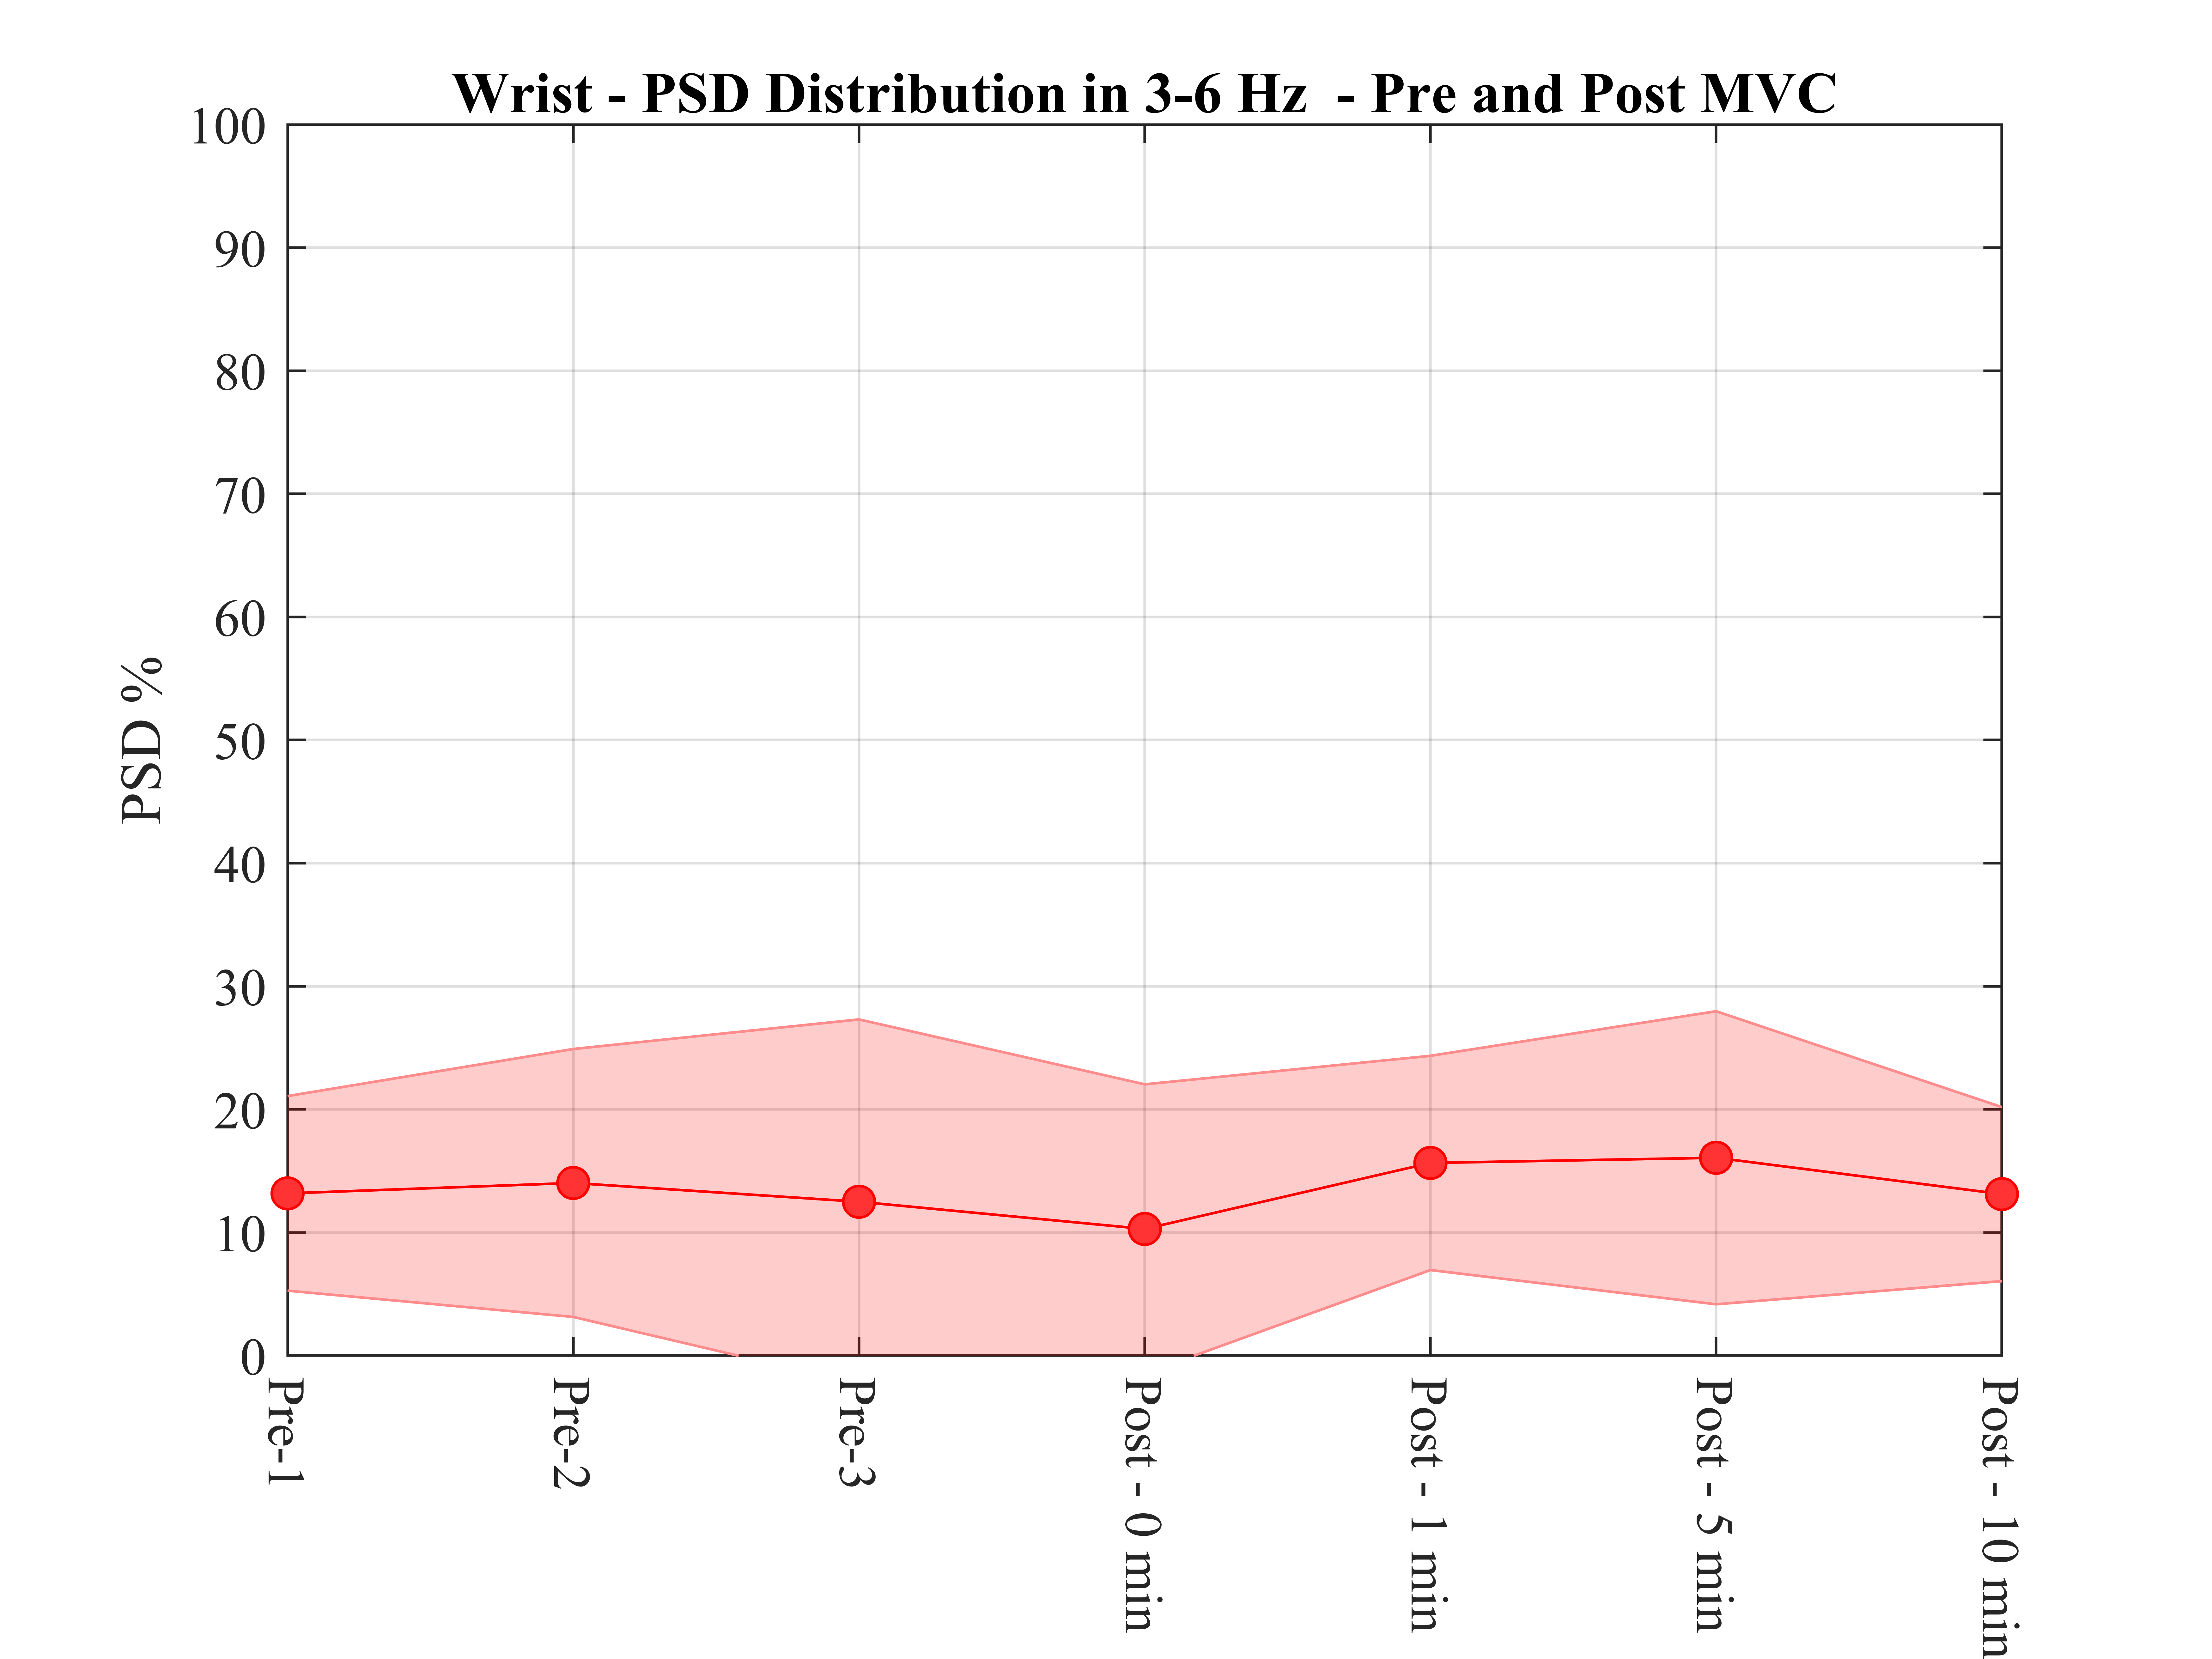 Wrist - PSD Distribution in 3-6 Hz  - Pre and Post MVC
100
90
80
70
60
50
40
30
20
10
0
PSD %
Pre-1
Pre-2
Pre-3
Post - 0 min
Post - 1 min
Post - 5 min
Post - 10 min